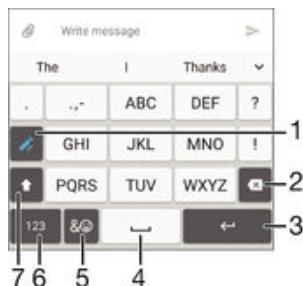 Write message
The I Thanks
. .,- ABC DEF ?
GHI JKL MNO ! 1
PQRS TUV WXYZ 2
123 &☺ 3
7 6 5 4